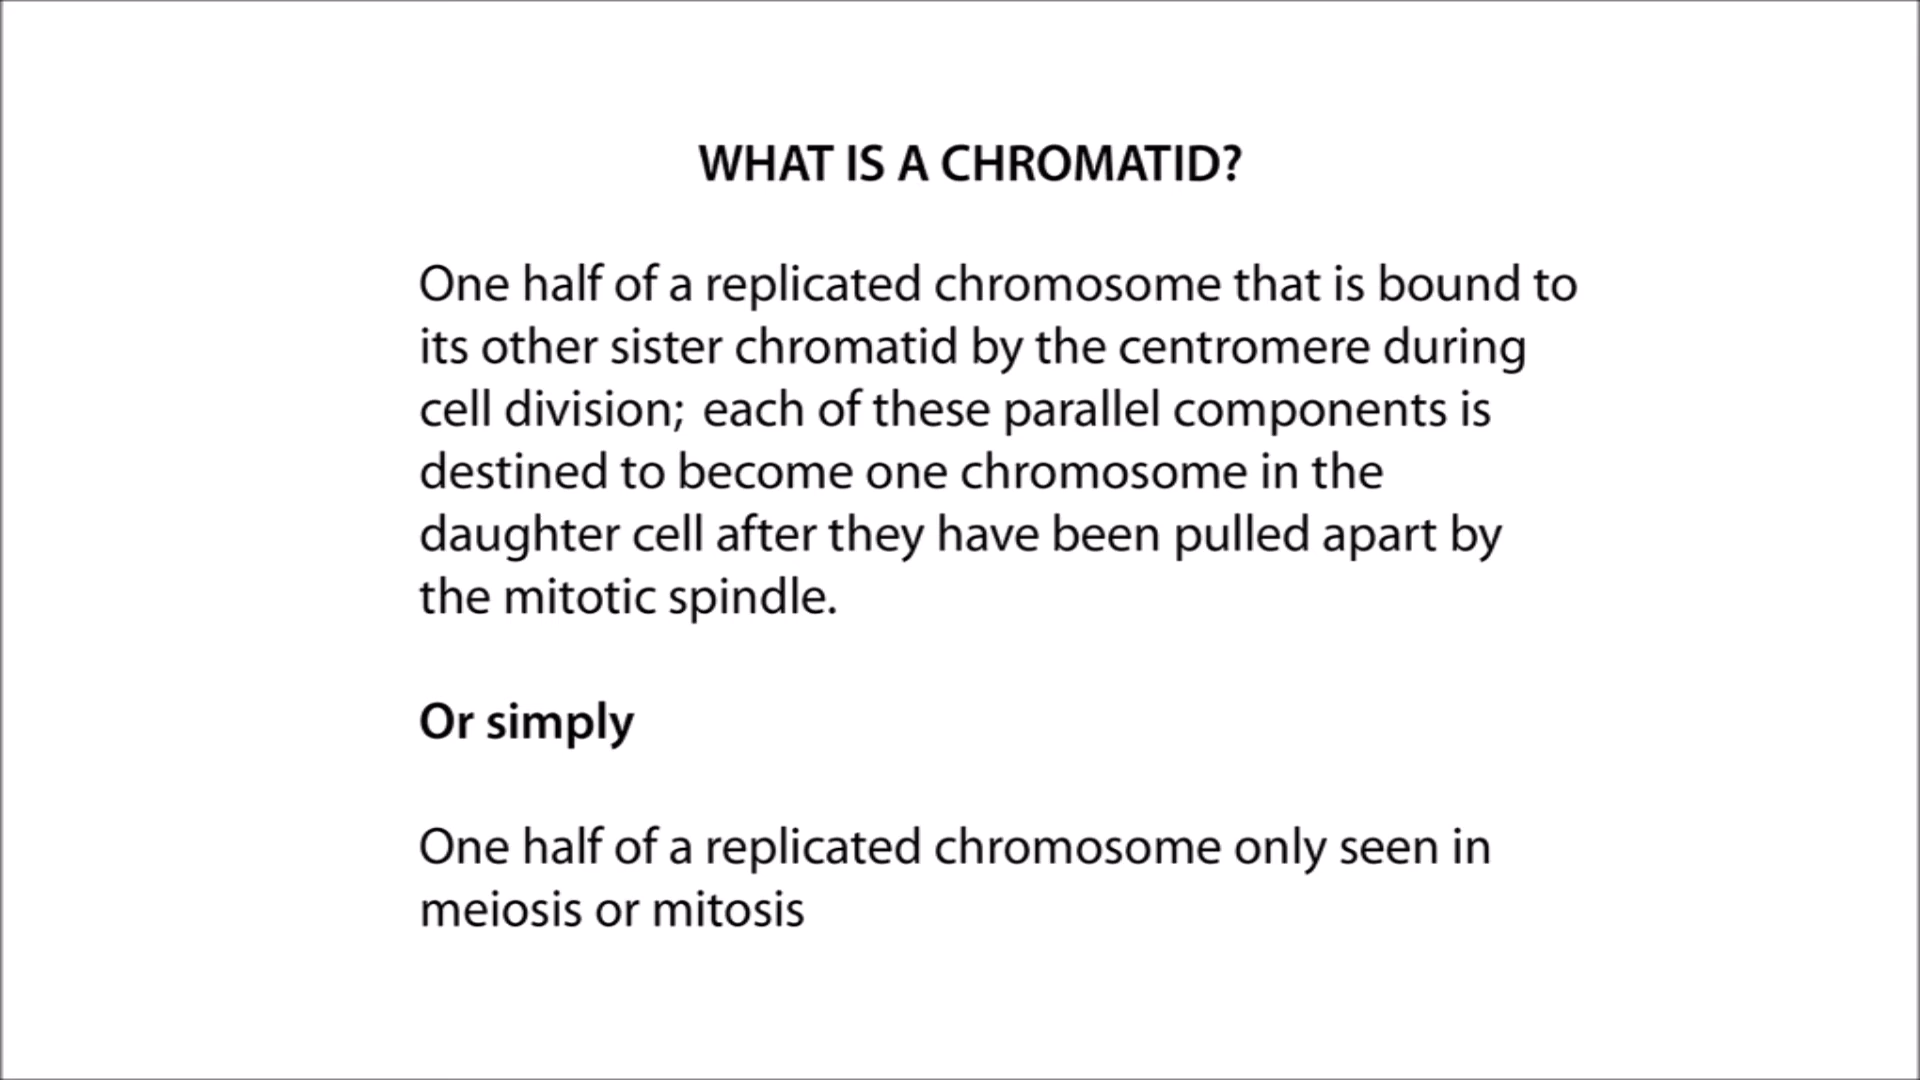 WHAT IS A CHROMATID?
One half of a replicated chromosome that is bound to
its other sister chromatid by the centromere during
cell division; each of these parallel components is
destined to become one chromosome in the
daughter cell after they have been pulled apart by
the mitotic spindle.
Or simply
One half of a replicated chromosome only seen in
meiosis or mitosis